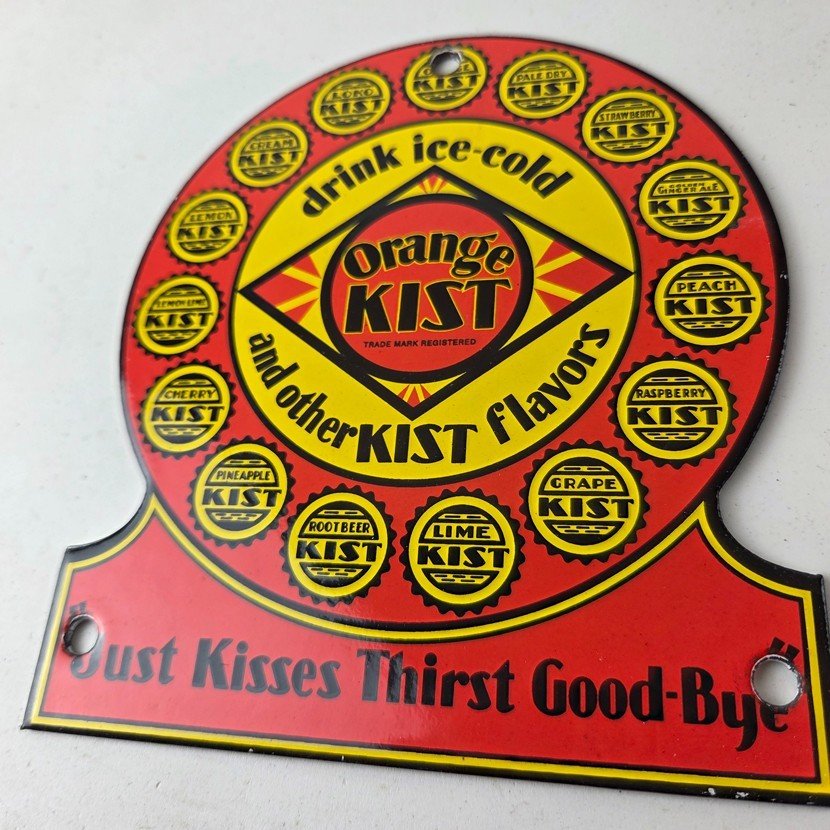 drink ice-cold
Orange
KIST
TRADE MARK REGISTERED
and other KIST flavors
KIST
PALE DRY
KIST
STRAWBERRY
KIST
GOLDEN
GINGER ALE
KIST
PEACH
KIST
RASPBERRY
KIST
GRAPE
KIST
LIME
KIST
ROOT BEER
KIST
PINEAPPLE
KIST
CHERRY
KIST
LEMON LIME
KIST
LEMON
KIST
CREAM
KIST
KOKO
KIST
"Just Kisses Thirst Good-Bye"